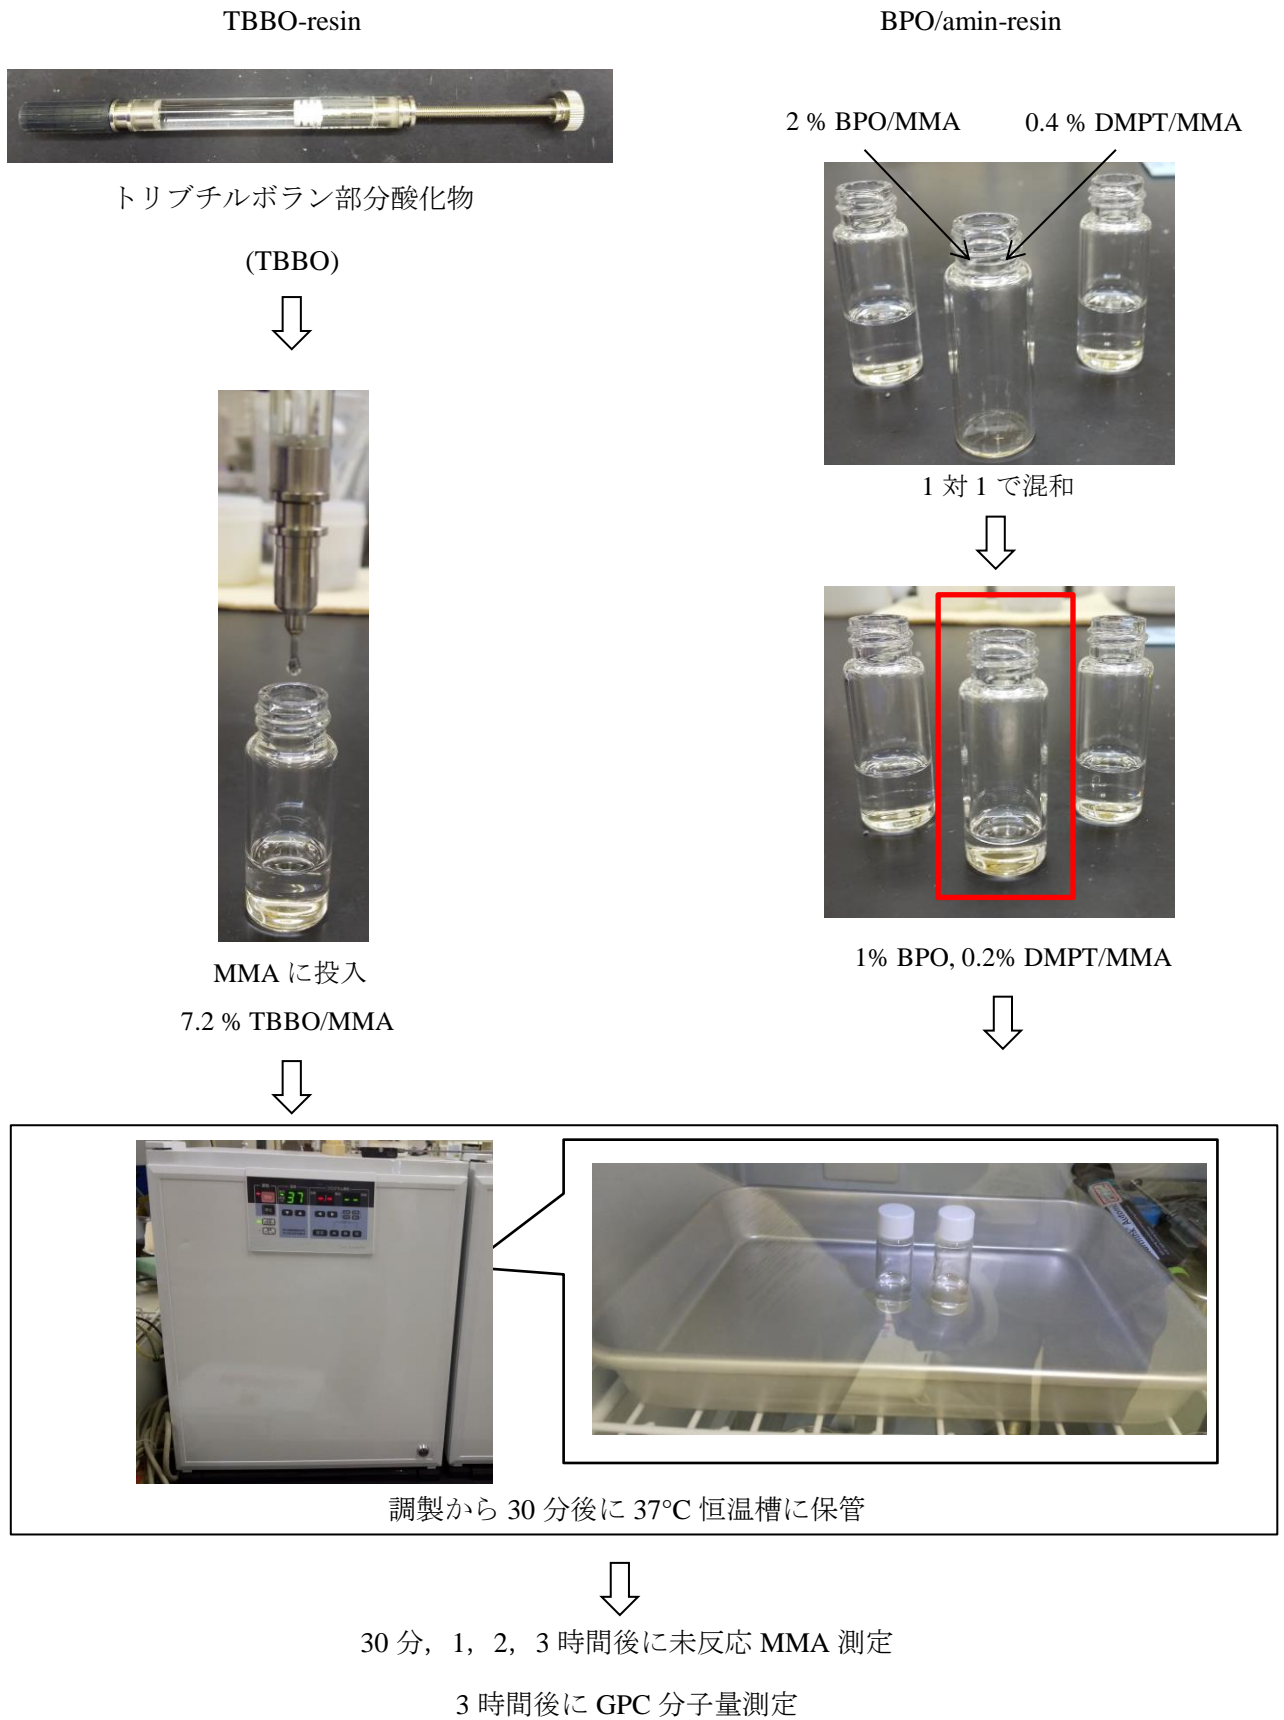 TBBO-resin
トリブチルボラン部分酸化物
(TBBO)
MMA に投入
7.2 % TBBO/MMA
BPO/amin-resin
2 % BPO/MMA
0.4 % DMPT/MMA
1 対 1 で混和
1% BPO, 0.2% DMPT/MMA
37
調製から 30 分後に 37°C 恒温槽に保管
30 分，1，2，3 時間後に未反応 MMA 測定
3 時間後に GPC 分子量測定